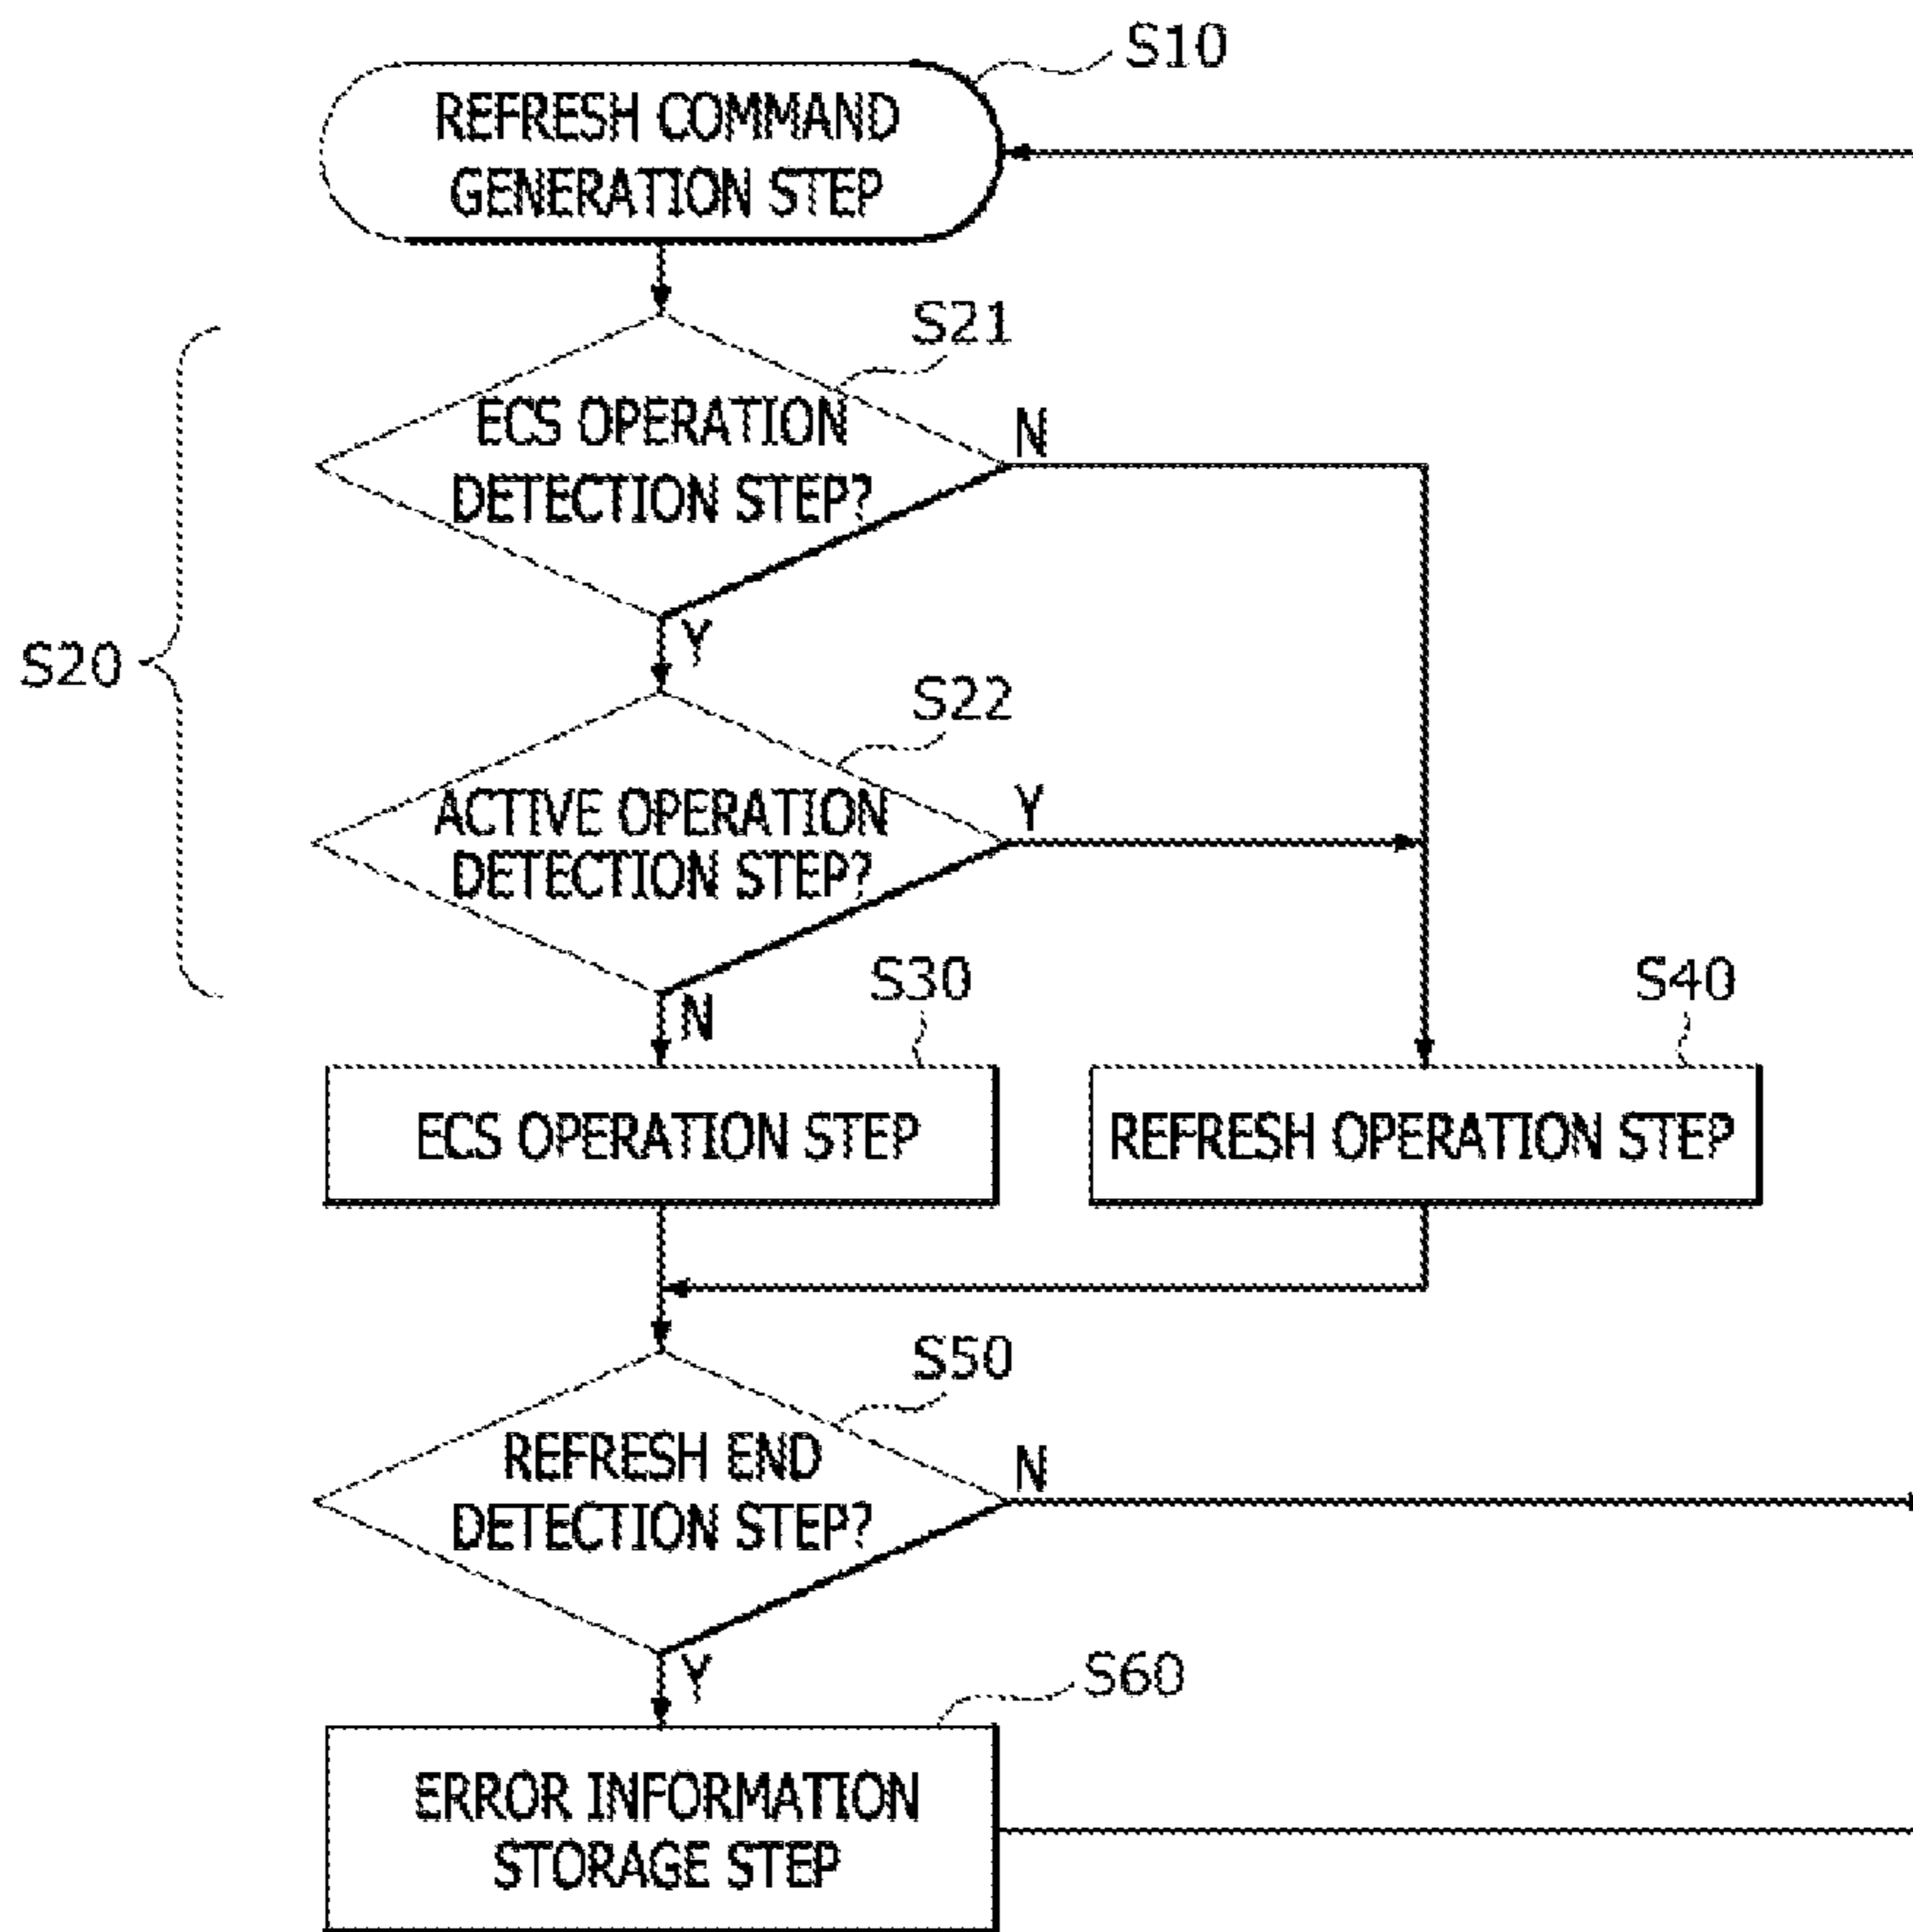 S10
REFRESH COMMAND
GENERATION STEP
S21
ECS OPERATION
DETECTION STEP?
N
Y
S20
S22
ACTIVE OPERATION
DETECTION STEP?
Y
N
S30
S40
ECS OPERATION STEP
REFRESH OPERATION STEP
S50
REFRESH END
DETECTION STEP?
N
Y
S60
ERROR INFORMATION
STORAGE STEP